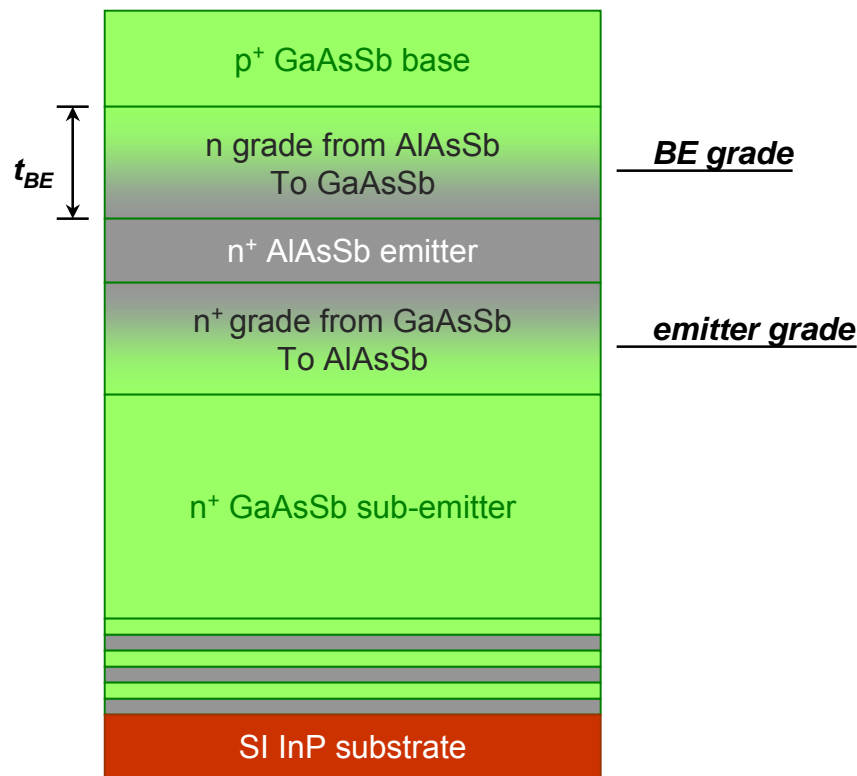 p⁺ GaAsSb base
n grade from AlAsSb
To GaAsSb
BE grade
t_BE
n⁺ AlAsSb emitter
n⁺ grade from GaAsSb
To AlAsSb
emitter grade
n⁺ GaAsSb sub-emitter
SI InP substrate